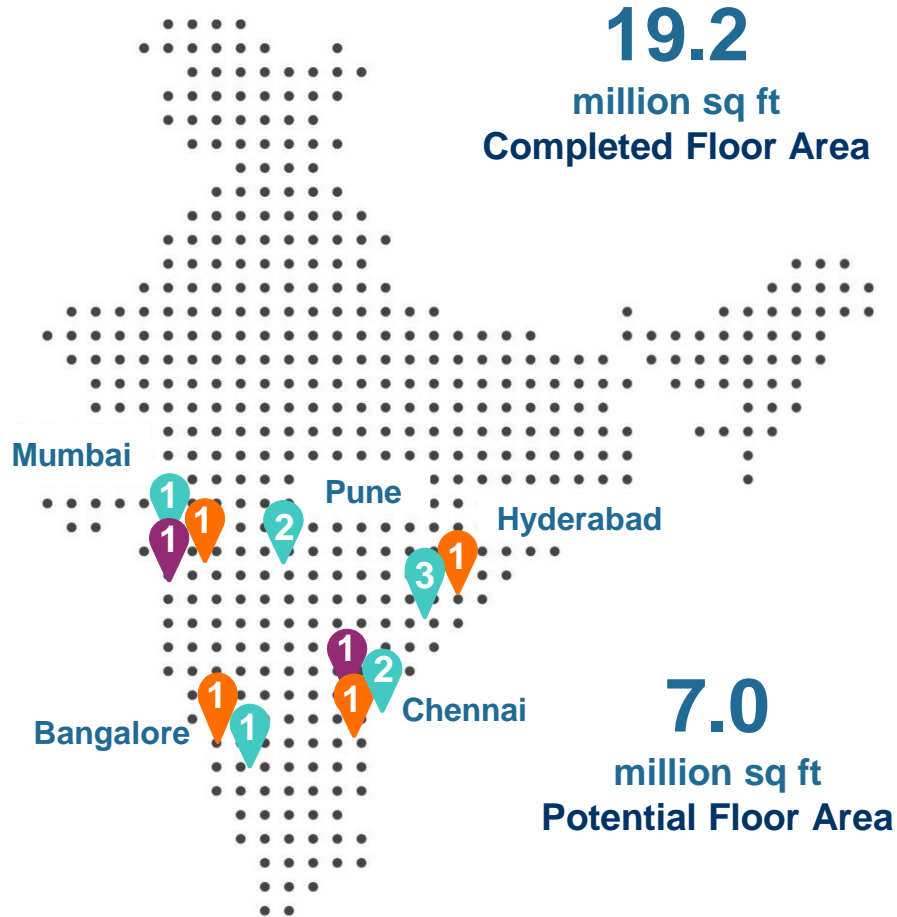 19.2
million sq ft
Completed Floor Area
Mumbai
1
1
1
Pune
2
Hyderabad
3
1
1
2
1
Chennai
Bangalore
1
1
7.0
million sq ft
Potential Floor Area